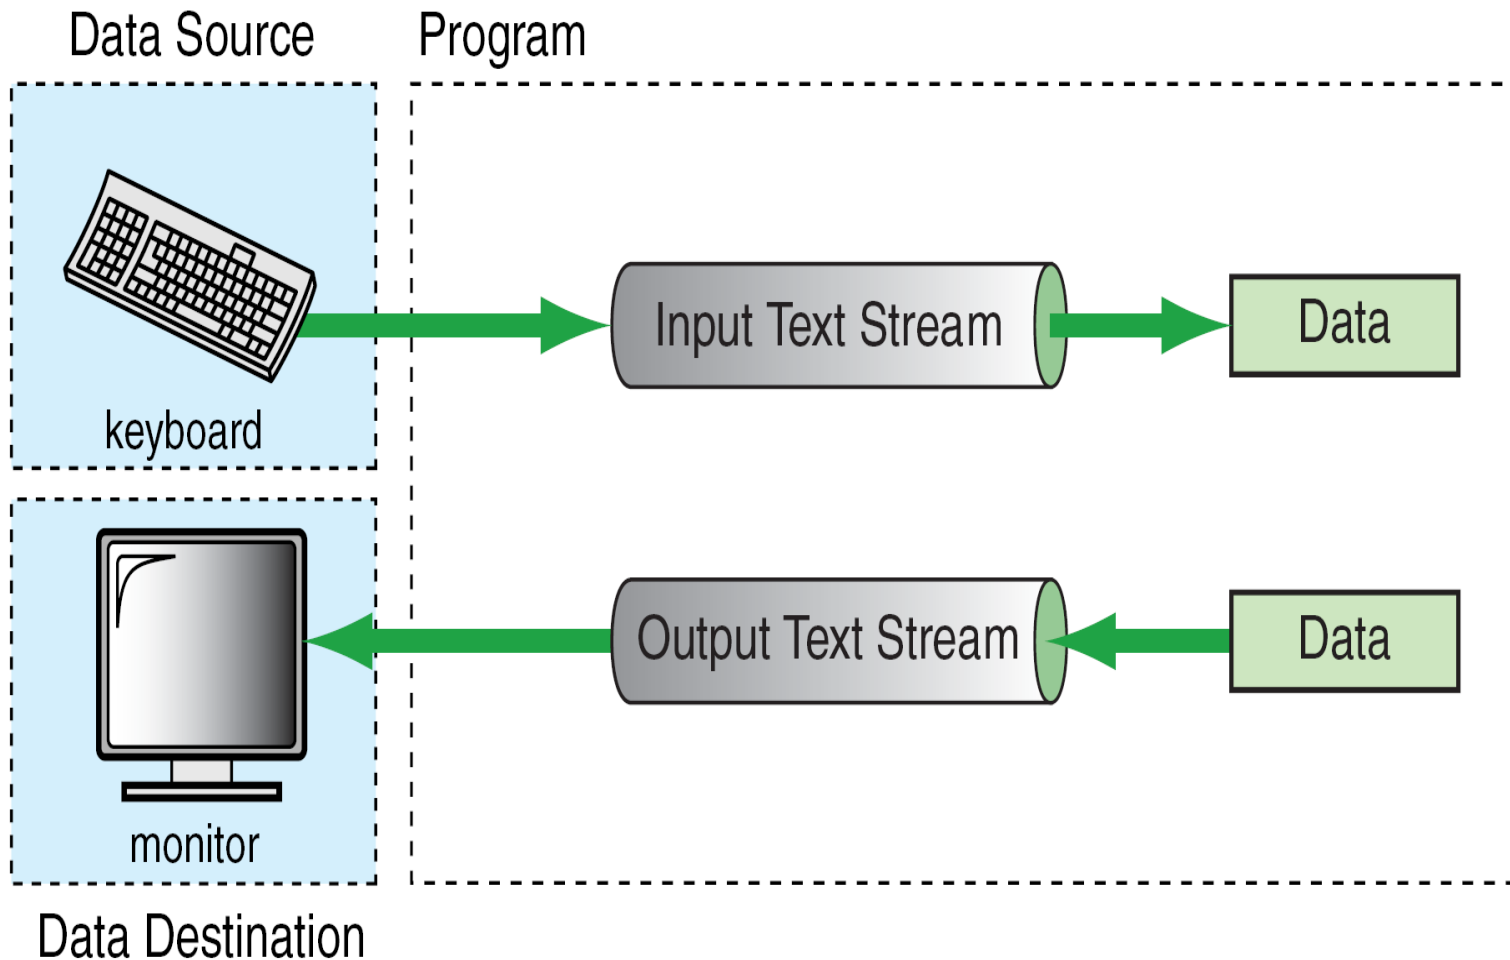 Data Source
Program
keyboard
Input Text Stream
Data
monitor
Output Text Stream
Data
Data Destination